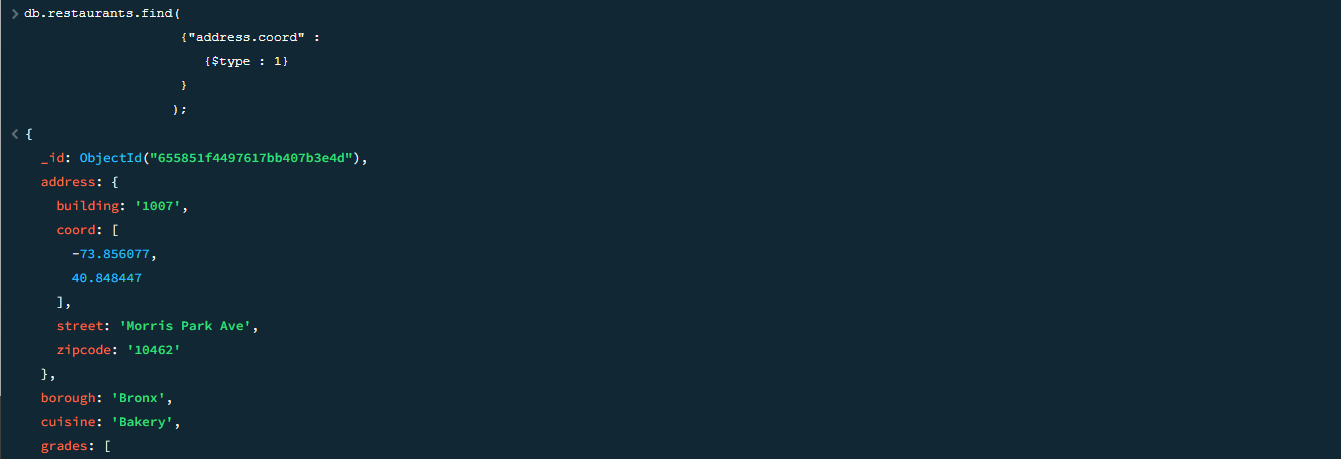 > db.restaurants.find(
{"address.coord" :
{$type : 1}
}
);
< {
_id: ObjectId("655851f4497617bb407b3e4d"),
address: {
building: '1007',
coord: [
-73.856077,
40.848447
],
street: 'Morris Park Ave',
zipcode: '10462'
},
borough: 'Bronx',
cuisine: 'Bakery',
grades: [